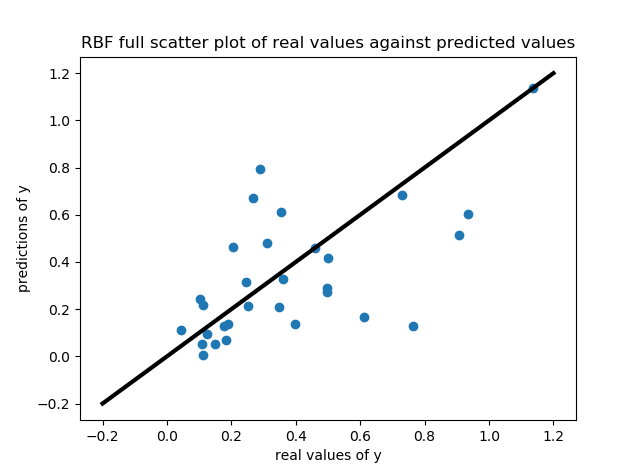 RBF full scatter plot of real values against predicted values
1.2
1.0
0.8
0.6
0.4
0.2
0.0
−0.2
predictions of y
−0.2 0.0 0.2 0.4 0.6 0.8 1.0 1.2
real values of y